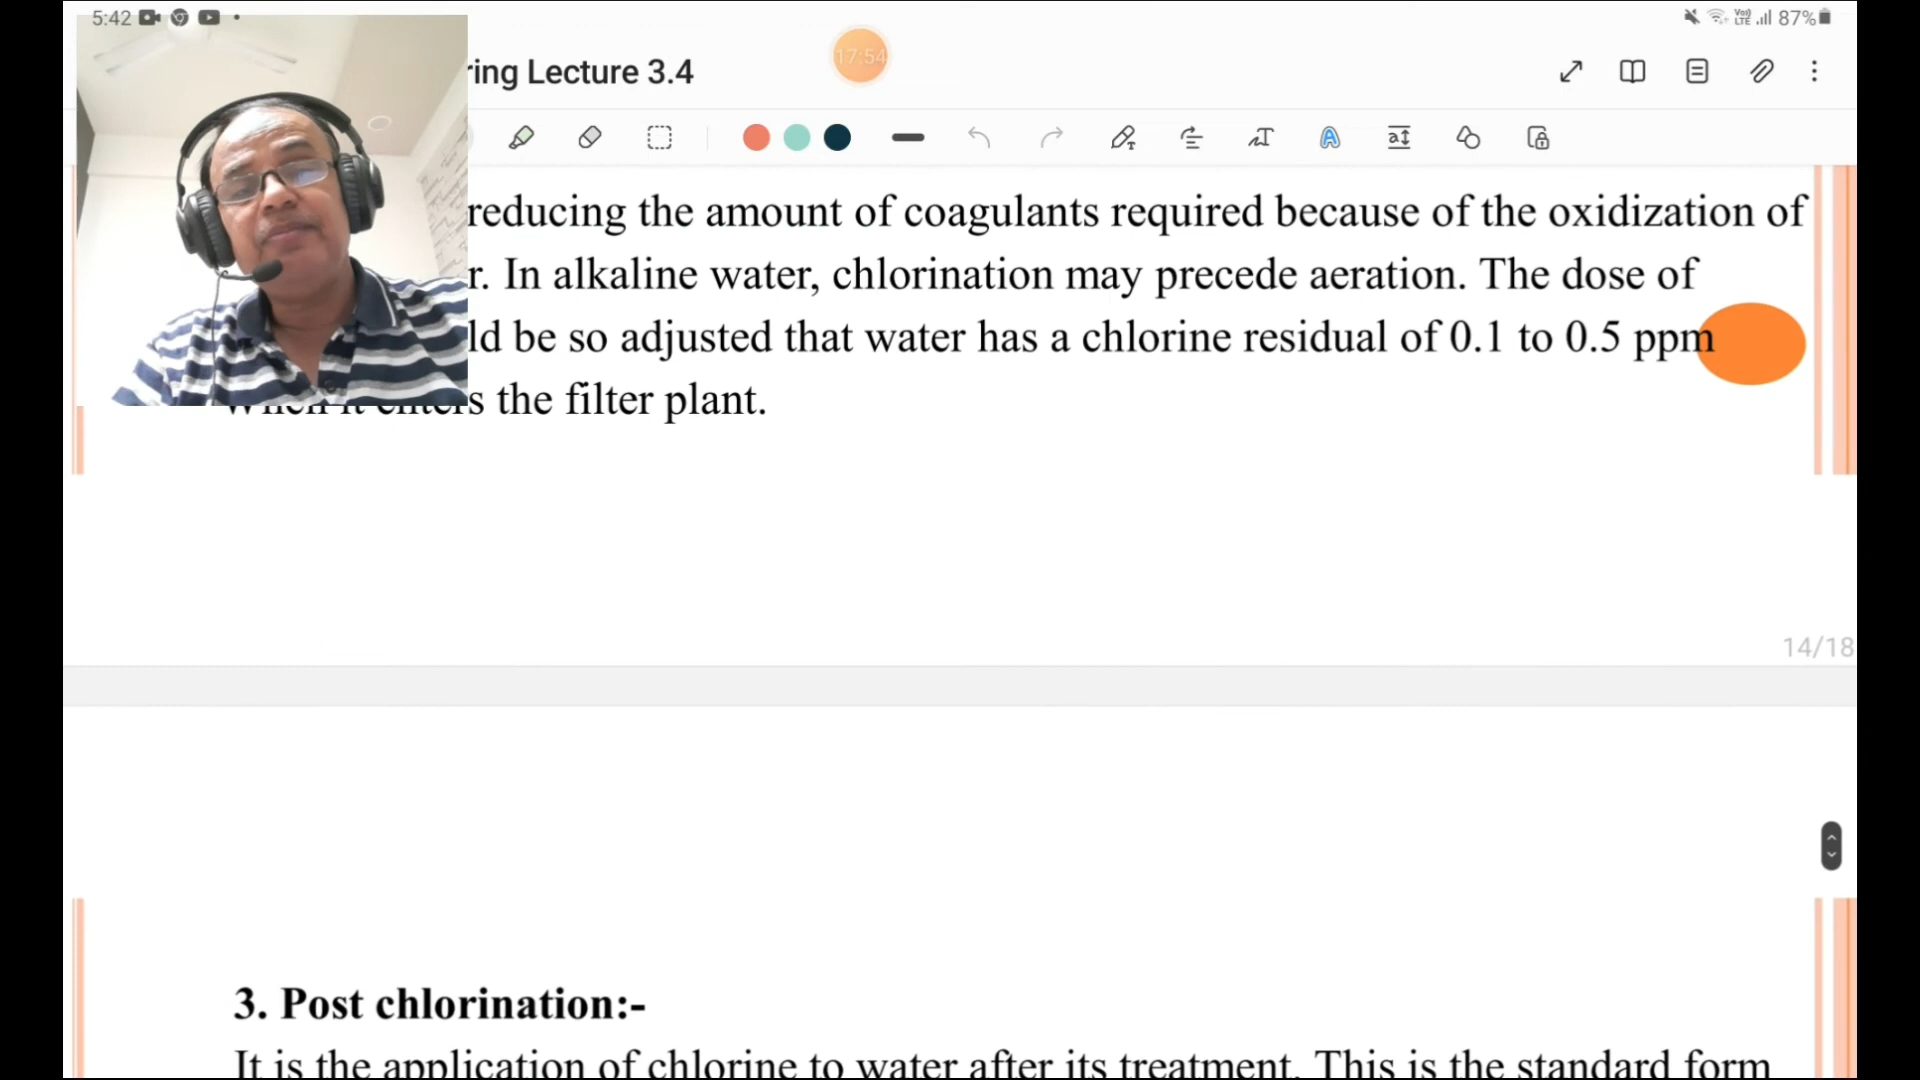 5:42
87%
17:54
ring Lecture 3.4
reducing the amount of coagulants required because of the oxidization of
r. In alkaline water, chlorination may precede aeration. The dose of
ld be so adjusted that water has a chlorine residual of 0.1 to 0.5 ppm
When it enters the filter plant.
14/18
3. Post chlorination:-
It is the application of chlorine to water after its treatment. This is the standard form